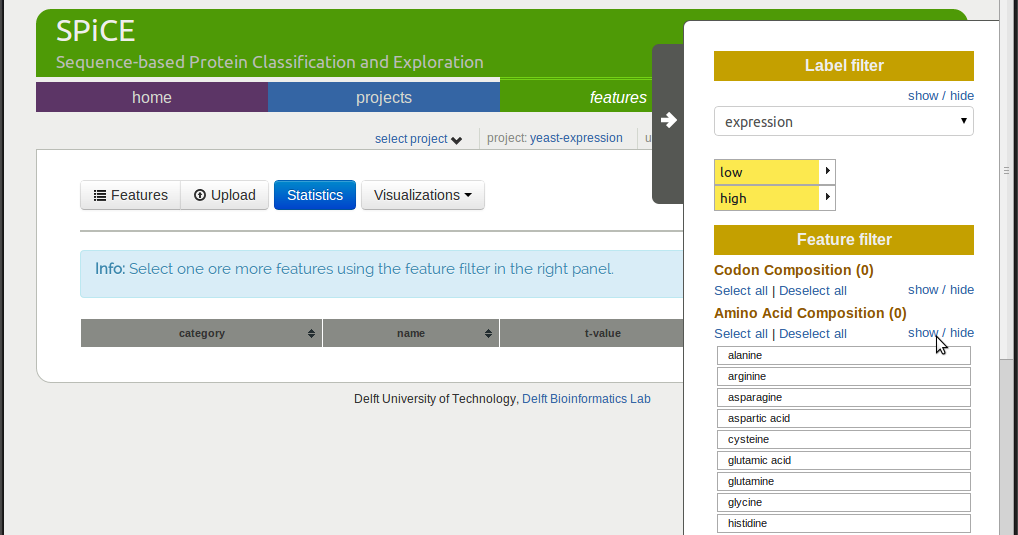 SPiCE
Sequence-based Protein Classification and Exploration
home projects features
select project project: yeast-expression u
Features Upload Statistics Visualizations
Info: Select one ore more features using the feature filter in the right panel.
category name t-value
Delft University of Technology, Delft Bioinformatics Lab
Label filter
show / hide
expression
low
high
Feature filter
Codon Composition (0)
Select all | Deselect all show / hide
Amino Acid Composition (0)
Select all | Deselect all show / hide
alanine
arginine
asparagine
aspartic acid
cysteine
glutamic acid
glutamine
glycine
histidine